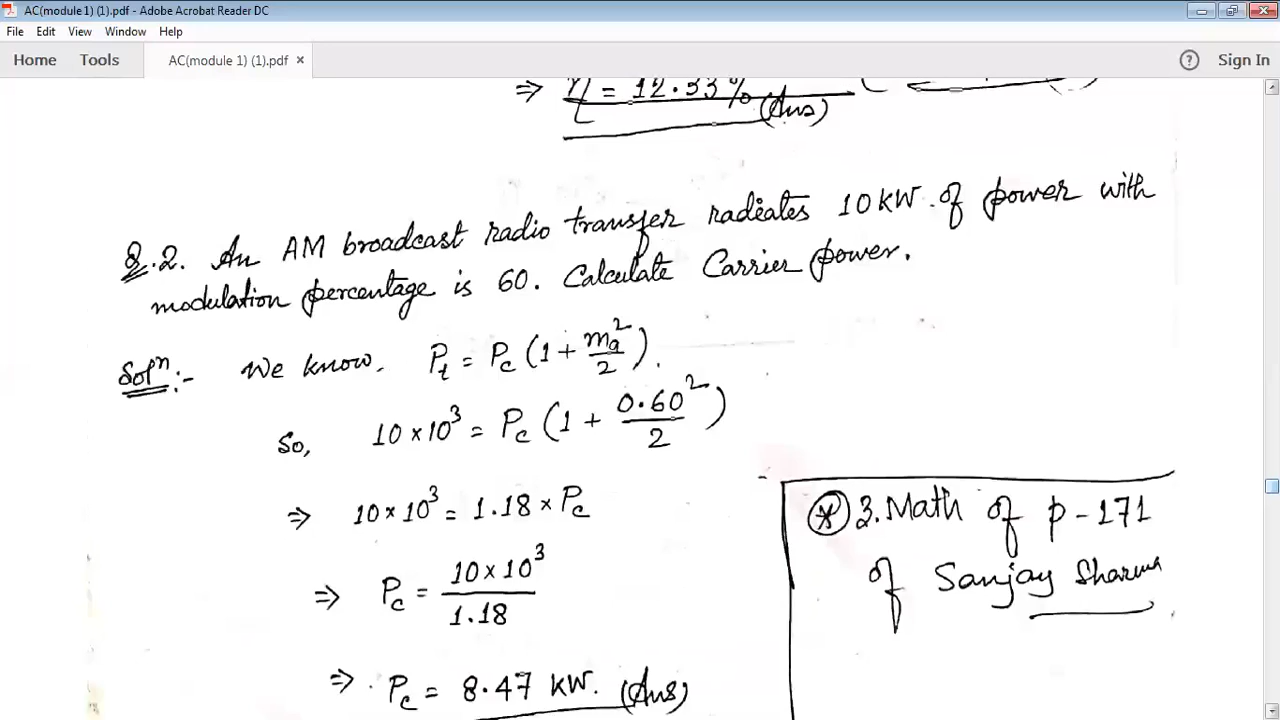 AC(module 1) (1).pdf - Adobe Acrobat Reader DC
File Edit View Window Help
Home Tools AC(module 1) (1).pdf × ? Sign In
⇒ η = 12.33% (Ans)
Q.2. An AM broadcast radio transfer radiates 10 kW. of power with
modulation percentage is 60. Calculate Carrier power.
Solⁿ:- We know, Pt = Pc (1 + ma²/2).
So, 10×10³ = Pc (1 + 0.60²/2)
⇒ 10×10³ = 1.18 × Pc
⇒ Pc = 10×10³/1.18
⇒ Pc = 8.47 kW. (Ans)
* 3. Math of p-171
of Sanjay Sharma